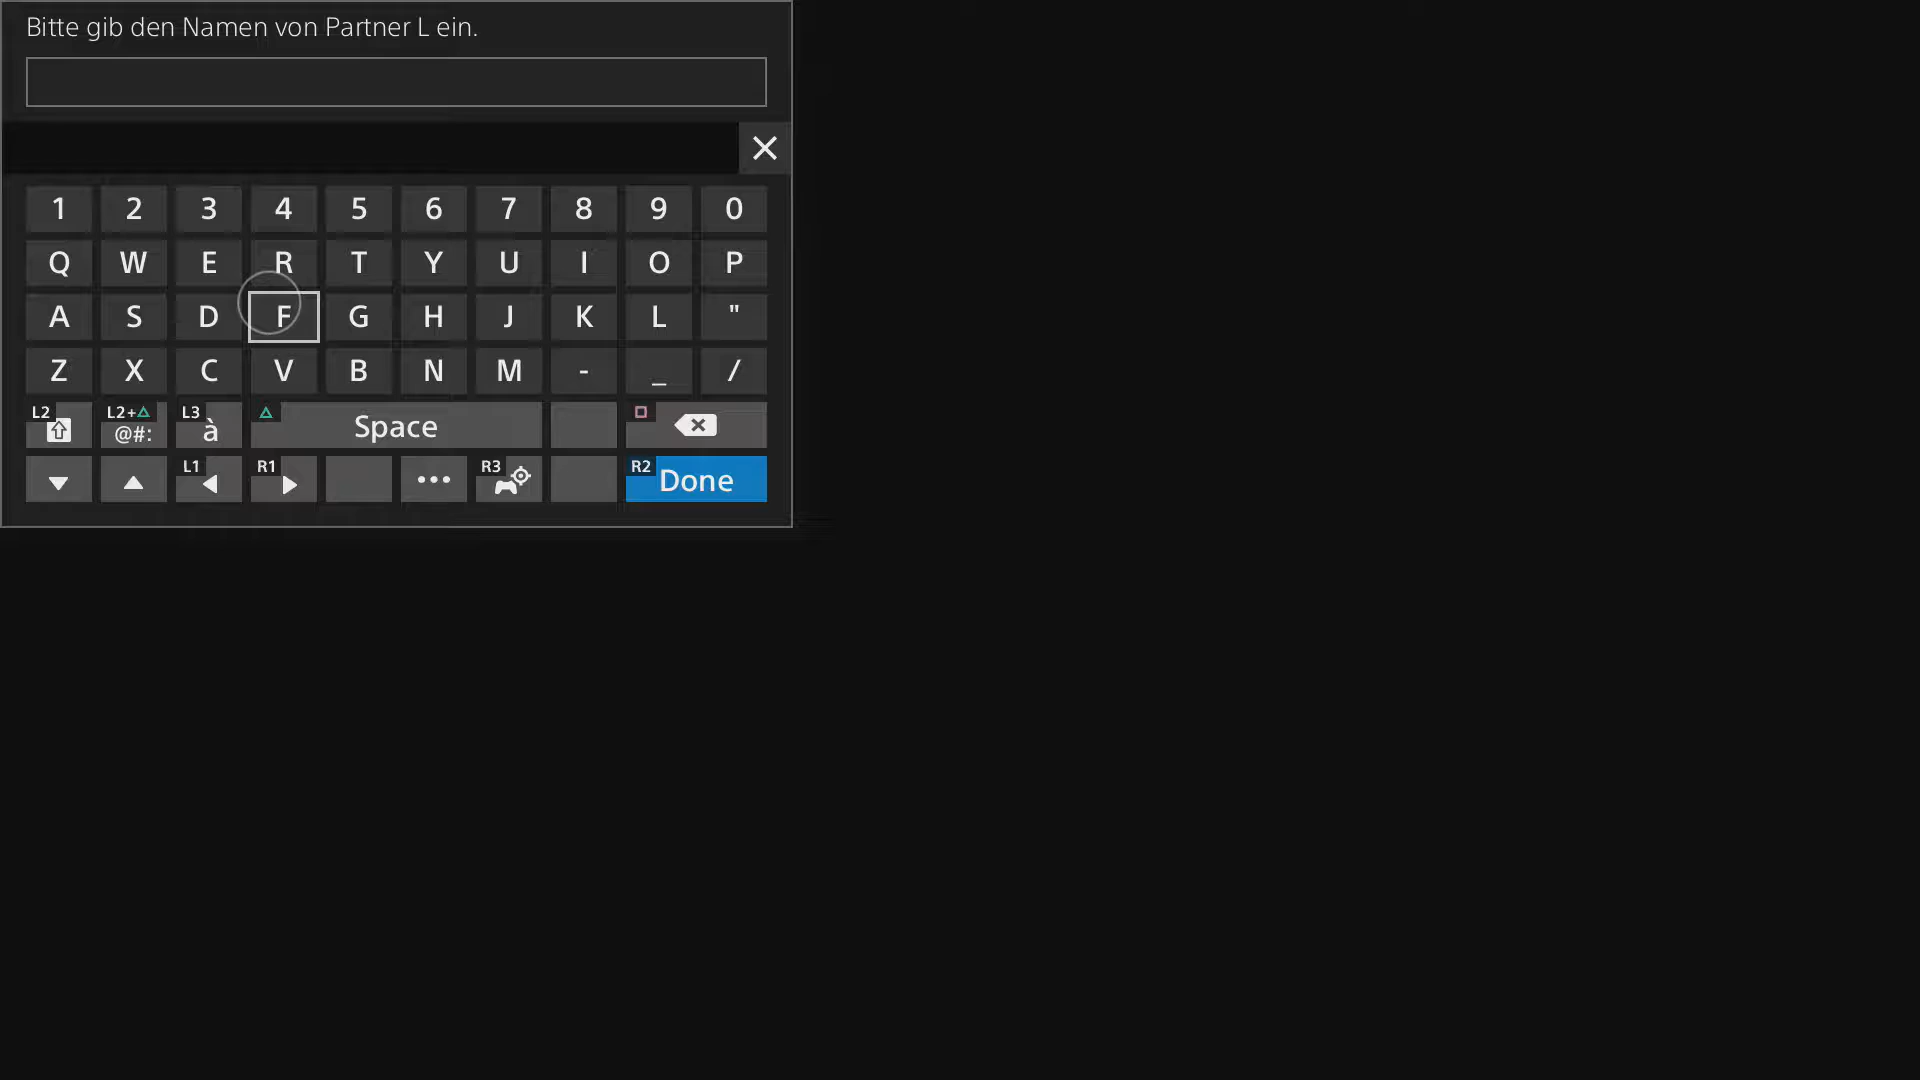 Bitte gib den Namen von Partner L ein.
1 2 3 4 5 6 7 8 9 0
Q W E R T Y U I O P
A S D F G H J K L "
Z X C V B N M - _ /
L2 L2+△ @#: L3 à △ Space □
L1 R1 ... R3 R2 Done